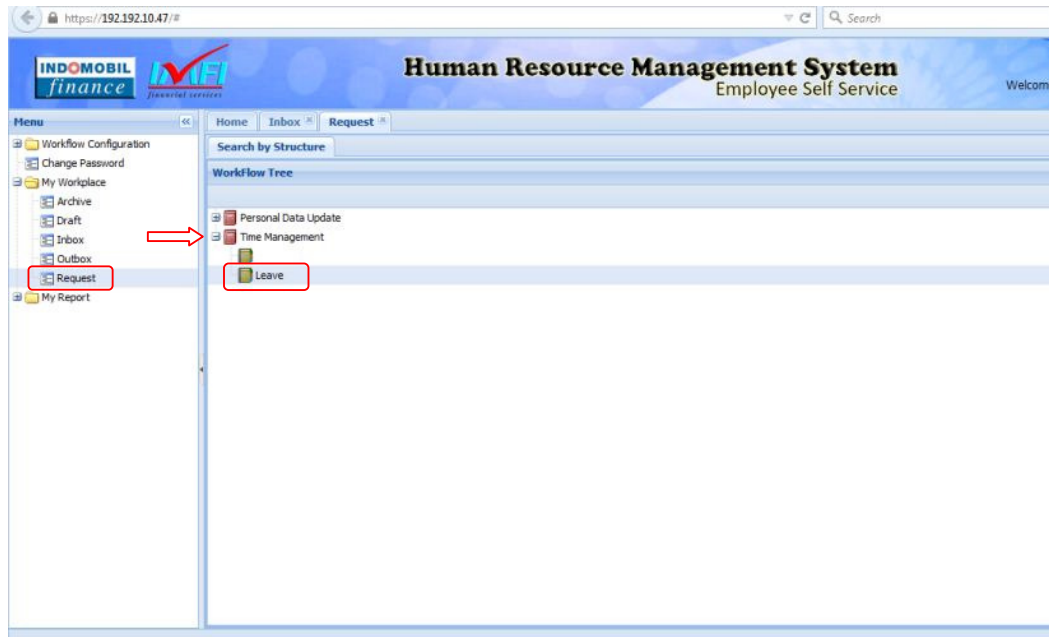 https://192.192.10.47/#
Search
INDOMOBIL
finance
IMFI
financial services
Human Resource Management System
Employee Self Service
Welcom
Menu
Home
Inbox
Request
Workflow Configuration
Change Password
My Workplace
Archive
Draft
Inbox
Outbox
Request
My Report
Search by Structure
WorkFlow Tree
Personal Data Update
Time Management
Leave